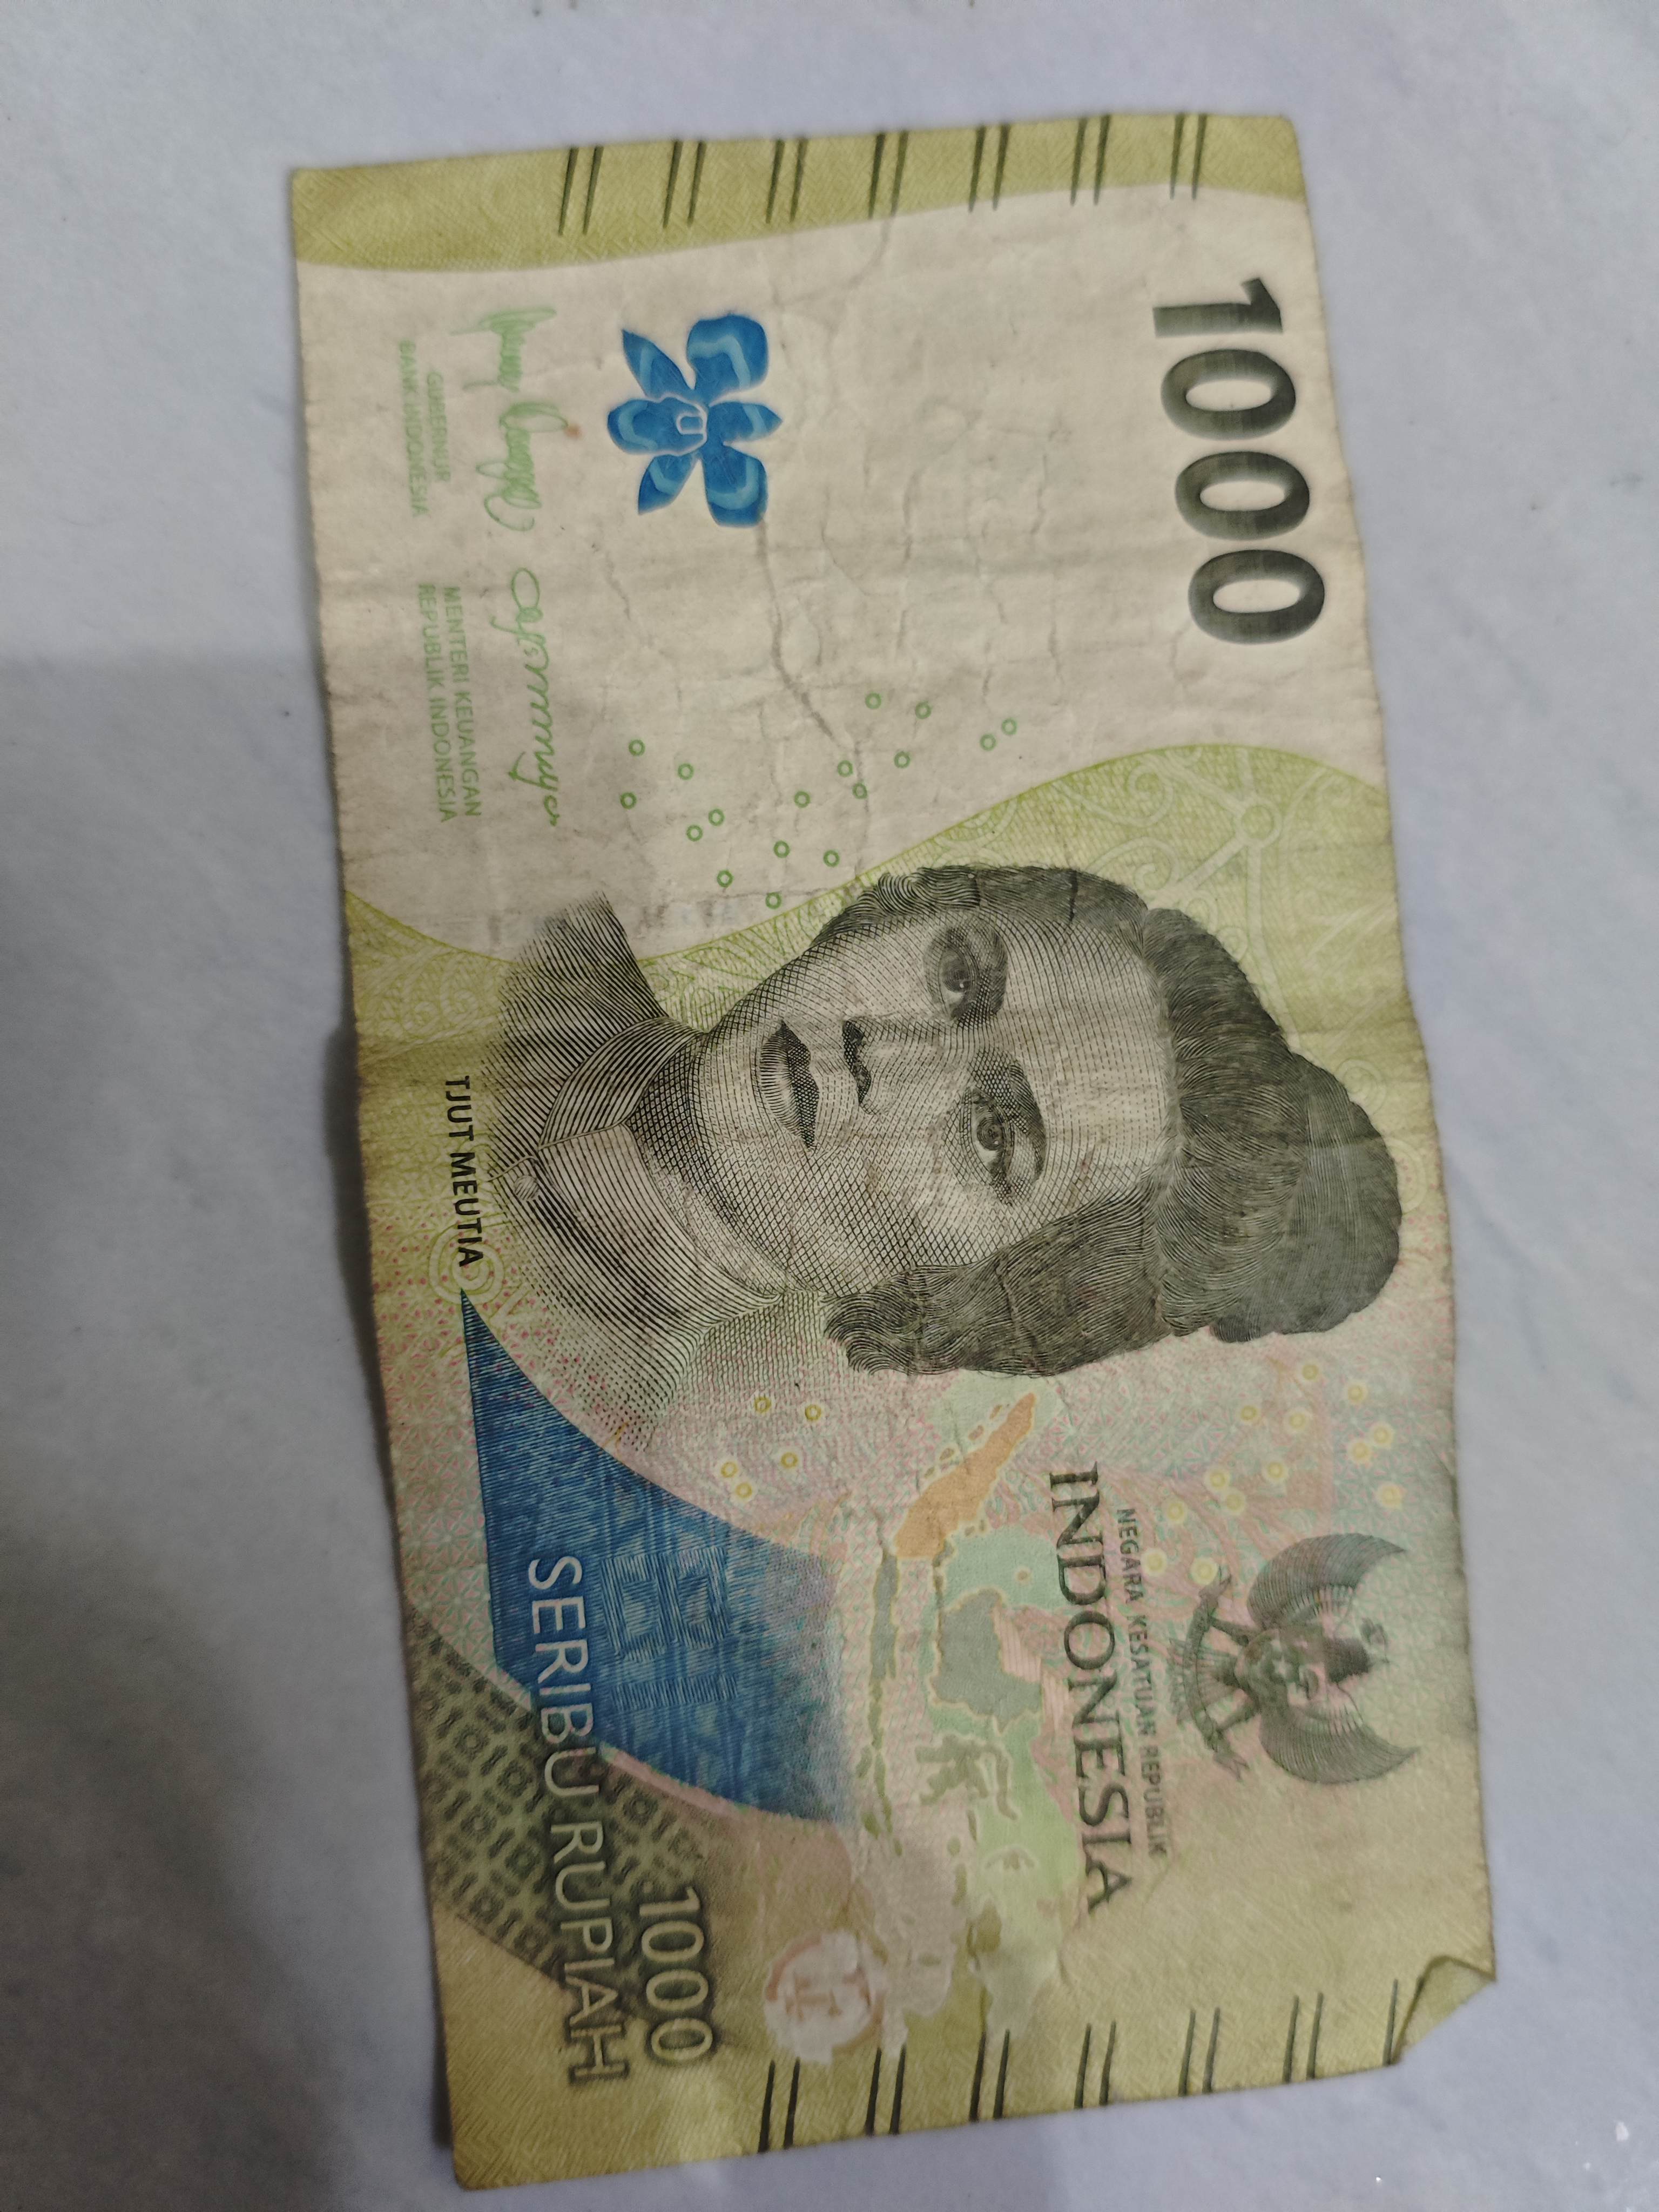 1000
GUBERNUR
BANK INDONESIA
MENTERI KEUANGAN
REPUBLIK INDONESIA
TJUT MEUTIA
NEGARA KESATUAN REPUBLIK
INDONESIA
1000
SERIBU RUPIAH